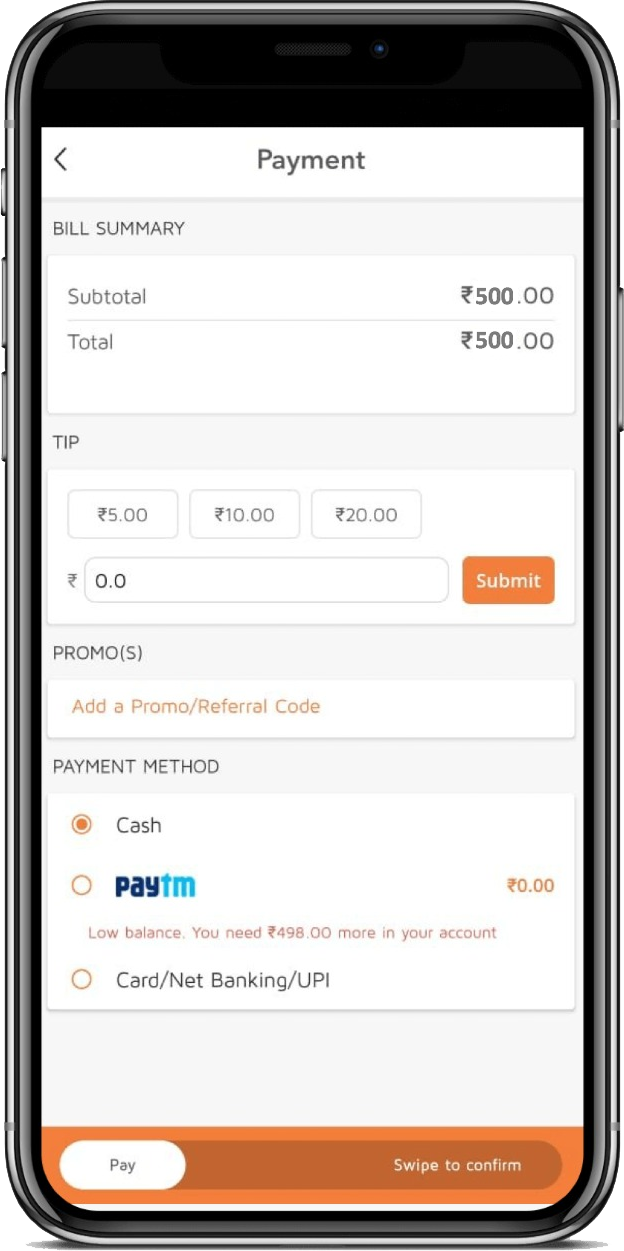 Payment
BILL SUMMARY
Subtotal ₹500.00
Total ₹500.00
TIP
₹5.00 ₹10.00 ₹20.00
₹ 0.0 Submit
PROMO(S)
Add a Promo/Referral Code
PAYMENT METHOD
Cash
paytm ₹0.00
Low balance. You need ₹498.00 more in your account
Card/Net Banking/UPI
Pay Swipe to confirm